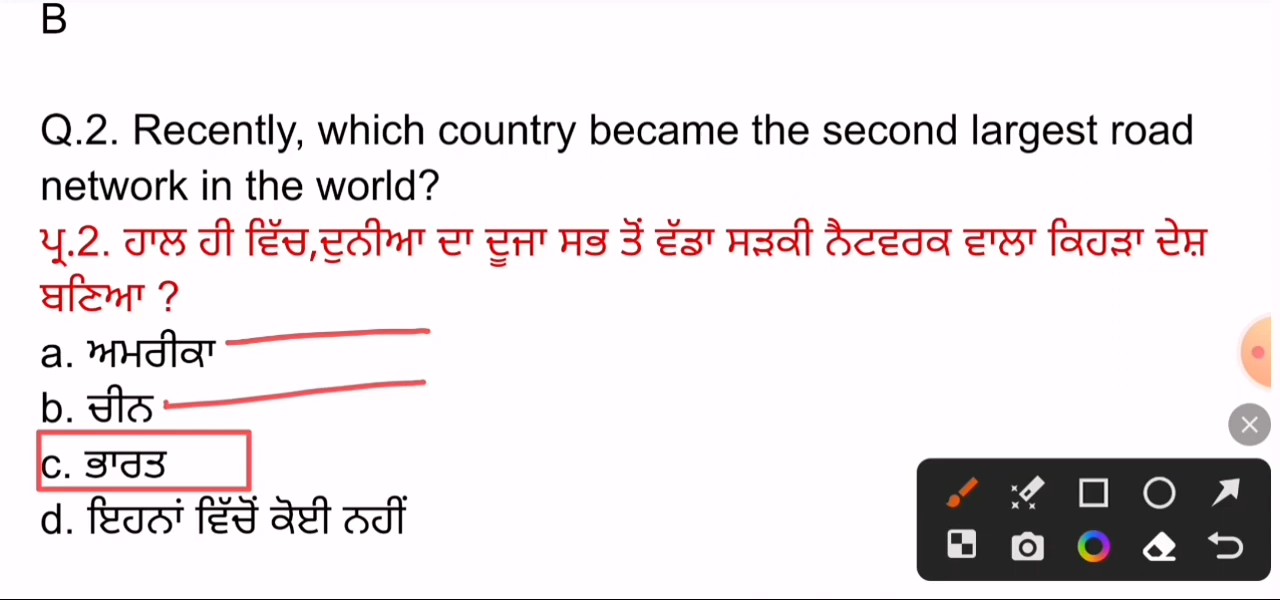 B
Q.2. Recently, which country became the second largest road
network in the world?
ਪ੍ਰ.2. ਹਾਲ ਹੀ ਵਿੱਚ,ਦੁਨੀਆ ਦਾ ਦੂਜਾ ਸਭ ਤੋਂ ਵੱਡਾ ਸੜਕੀ ਨੈਟਵਰਕ ਵਾਲਾ ਕਿਹੜਾ ਦੇਸ਼
ਬਣਿਆ ?
a. ਅਮਰੀਕਾ
b. ਚੀਨ
c. ਭਾਰਤ
d. ਇਹਨਾਂ ਵਿੱਚੋਂ ਕੋਈ ਨਹੀਂ